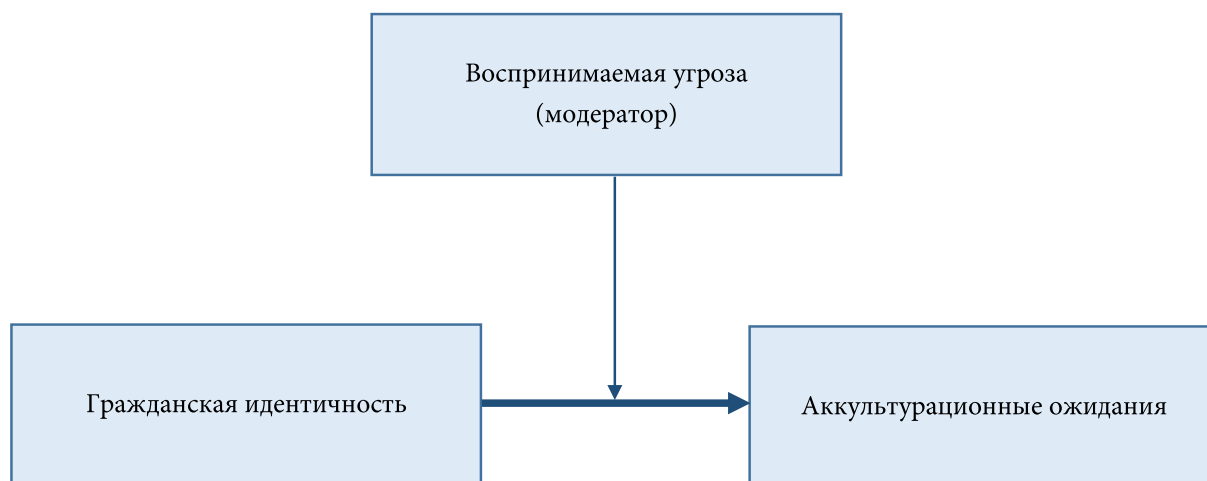 Воспринимаемая угроза
(модератор)
Гражданская идентичность
Аккультурационные ожидания